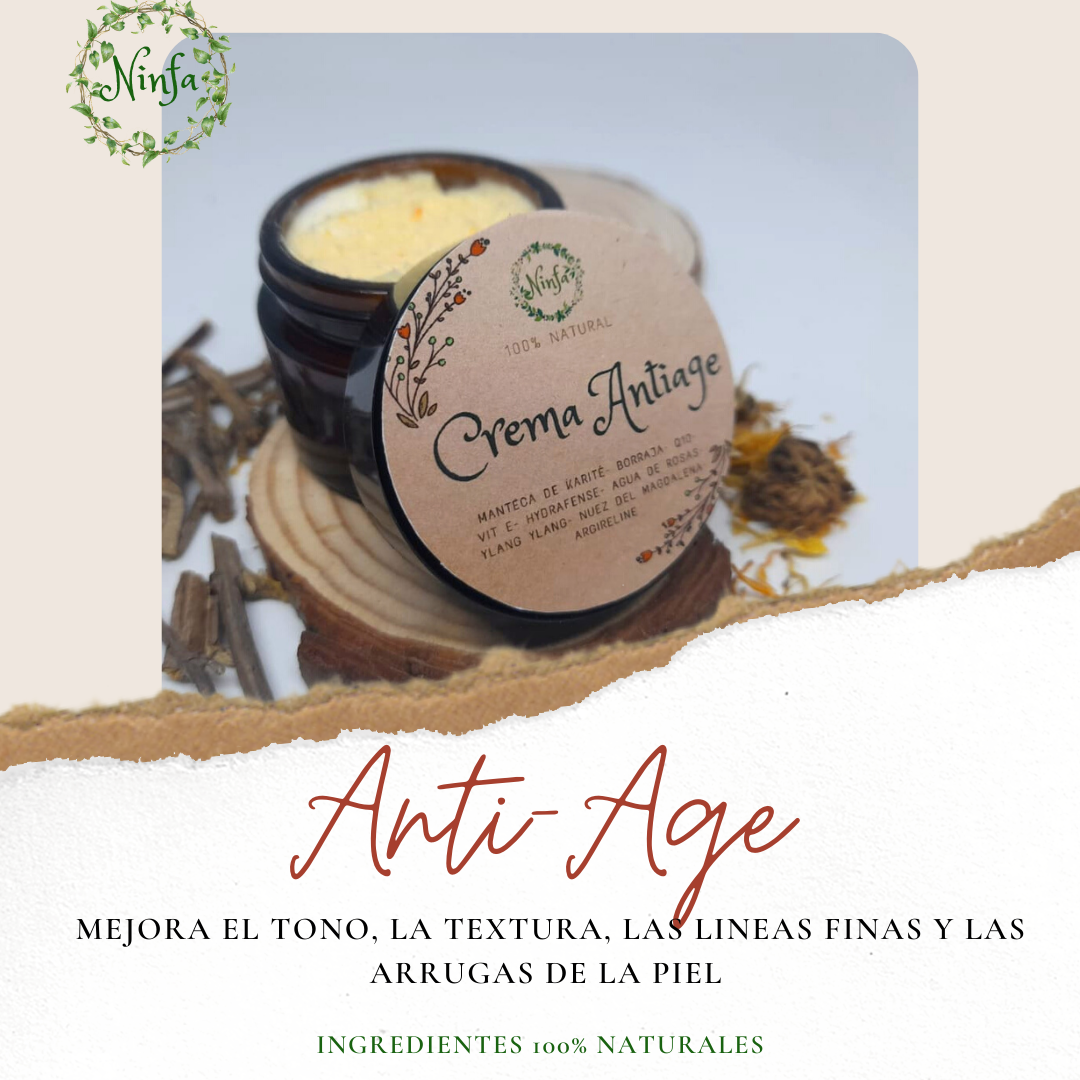 Ninfa
Ninfa
100% NATURAL
Crema Antiage
MANTECA DE KARITÉ- BORRAJA- Q10-
VIT E- HYDRAFENSE- AGUA DE ROSAS
YLANG YLANG- NUEZ DEL MAGDALENA
ARGIRELINE
Anti-Age
MEJORA EL TONO, LA TEXTURA, LAS LINEAS FINAS Y LAS
ARRUGAS DE LA PIEL
INGREDIENTES 100% NATURALES